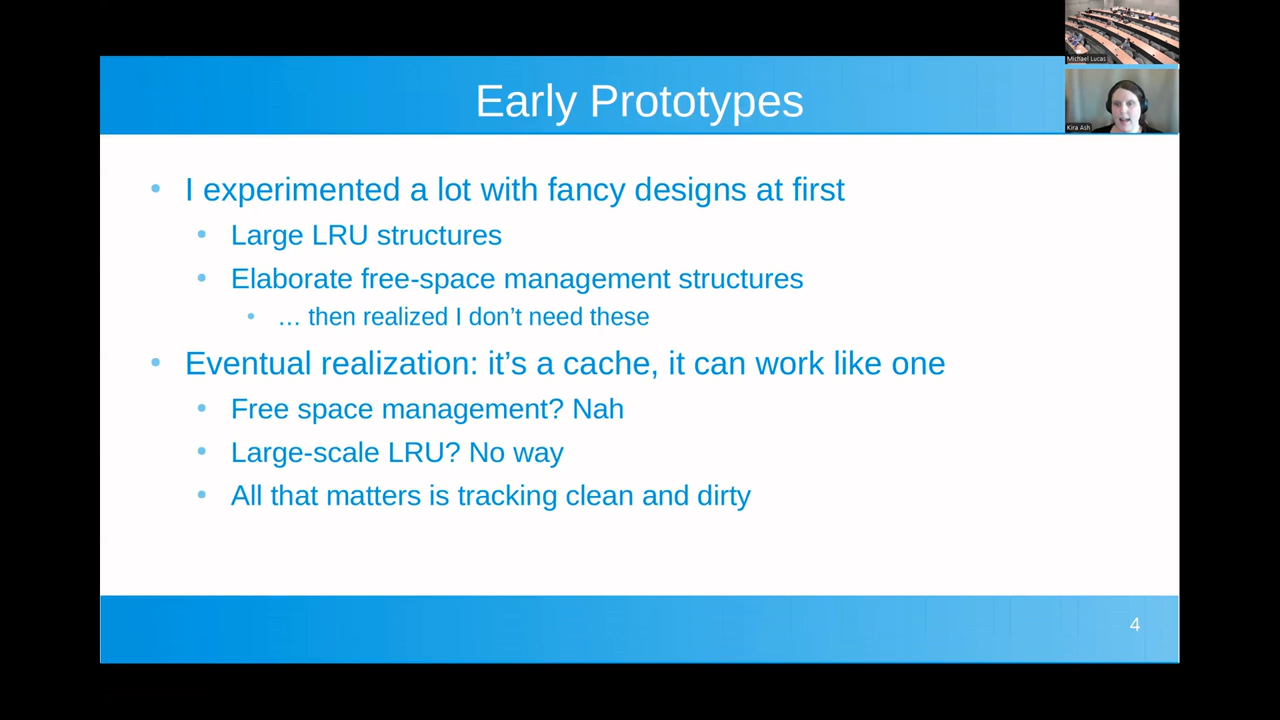 Michael Lucas
Kira Ash
Early Prototypes
• I experimented a lot with fancy designs at first
• Large LRU structures
• Elaborate free-space management structures
• … then realized I don’t need these
• Eventual realization: it’s a cache, it can work like one
• Free space management? Nah
• Large-scale LRU? No way
• All that matters is tracking clean and dirty
4